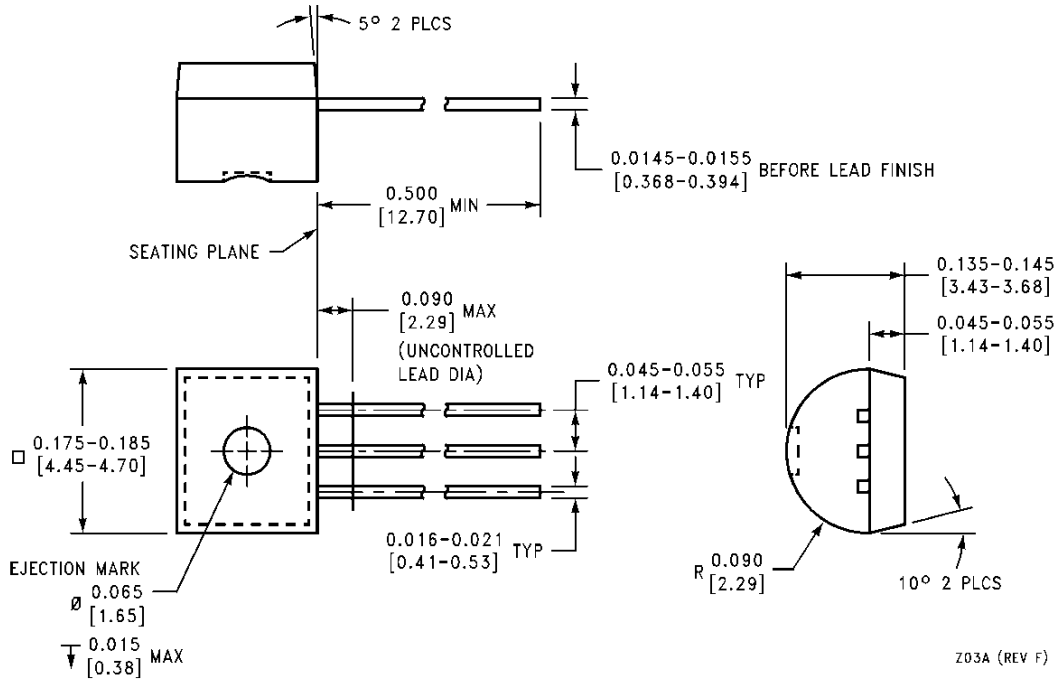 5° 2 PLCS
0.0145-0.0155
[0.368-0.394] BEFORE LEAD FINISH
0.500
[12.70] MIN
SEATING PLANE
0.135-0.145
[3.43-3.68]
0.045-0.055
[1.14-1.40]
0.090
[2.29] MAX
(UNCONTROLLED
LEAD DIA)
0.045-0.055
[1.14-1.40] TYP
□ 0.175-0.185
[4.45-4.70]
0.016-0.021
[0.41-0.53] TYP
EJECTION MARK
Ø 0.065
[1.65]
0.015
[0.38] MAX
R 0.090
[2.29]
10° 2 PLCS
Z03A (REV F)